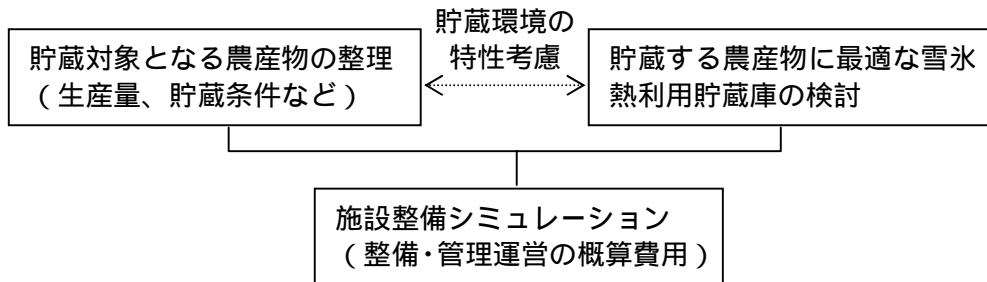 貯蔵対象となる農産物の整理
(生産量、貯蔵条件など)
貯蔵環境の
特性考慮
貯蔵する農産物に最適な雪氷
熱利用貯蔵庫の検討
施設整備シミュレーション
(整備・管理運営の概算費用)